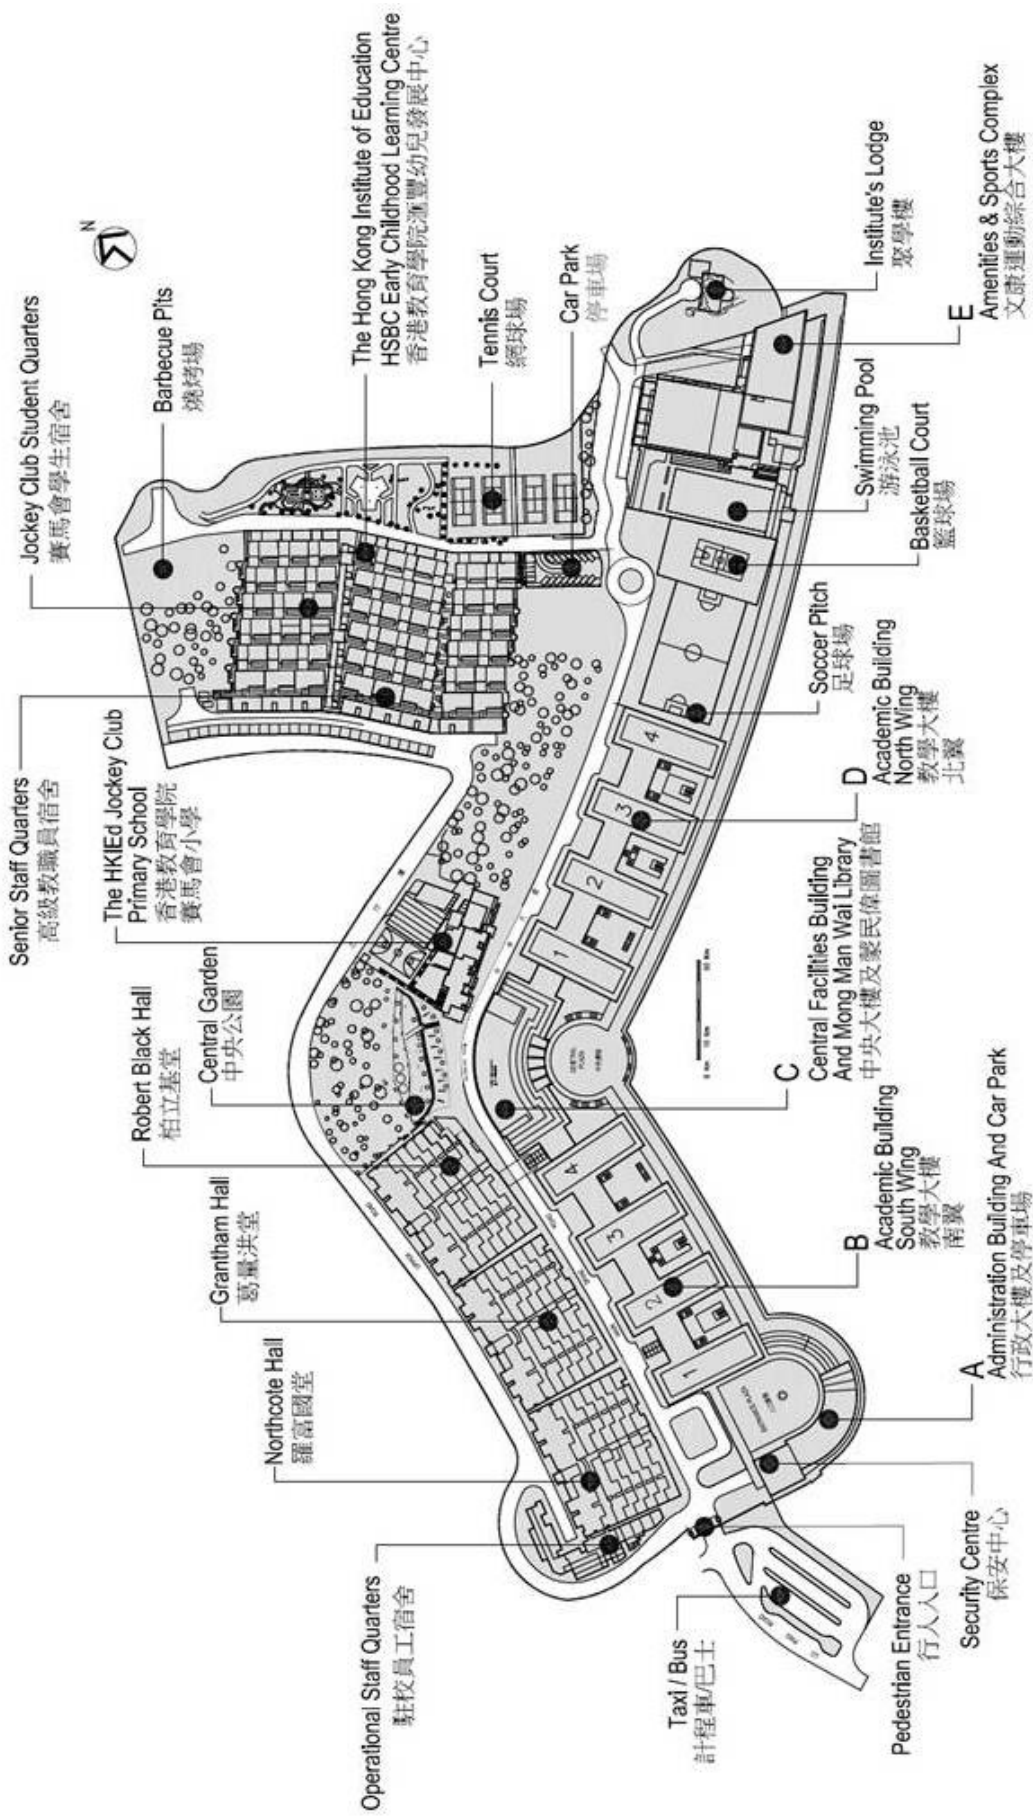 Operational Staff Quarters
駐校員工宿舍
Northcote Hall
羅富國堂
Grantham Hall
葛量洪堂
Robert Black Hall
柏立基堂
Central Garden
中央公園
The HKIEd Jockey Club
Primary School
香港教育學院
賽馬會小學
Senior Staff Quarters
高級教職員宿舍
Jockey Club Student Quarters
賽馬會學生宿舍
Barbecue Pits
燒烤場
N
The Hong Kong Institute of Education
HSBC Early Childhood Learning Centre
香港教育學院滙豐幼兒發展中心
Tennis Court
網球場
Car Park
停車場
Institute's Lodge
聚學樓
E
Amenities & Sports Complex
文康運動綜合大樓
Swimming Pool
游泳池
Basketball Court
籃球場
Soccer Pitch
足球場
D
Academic Building
North Wing
教學大樓
北翼
1
2
3
4
C
Central Facilities Building
And Mong Man Wai Library
中央大樓及蒙民偉圖書館
B
Academic Building
South Wing
教學大樓
南翼
1
2
3
4
A
Administration Building And Car Park
行政大樓及停車場
Security Centre
保安中心
Pedestrian Entrance
行人入口
Taxi / Bus
計程車/巴士